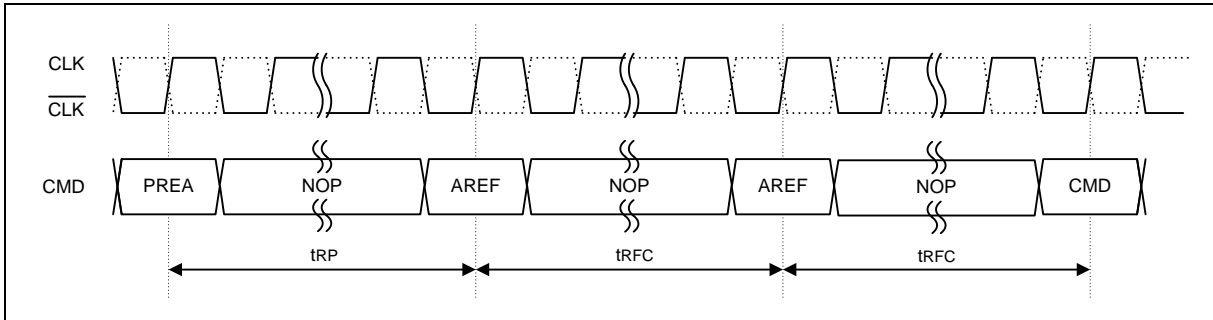 CLK
CLK
CMD PREA NOP AREF NOP AREF NOP CMD
tRP tRFC tRFC